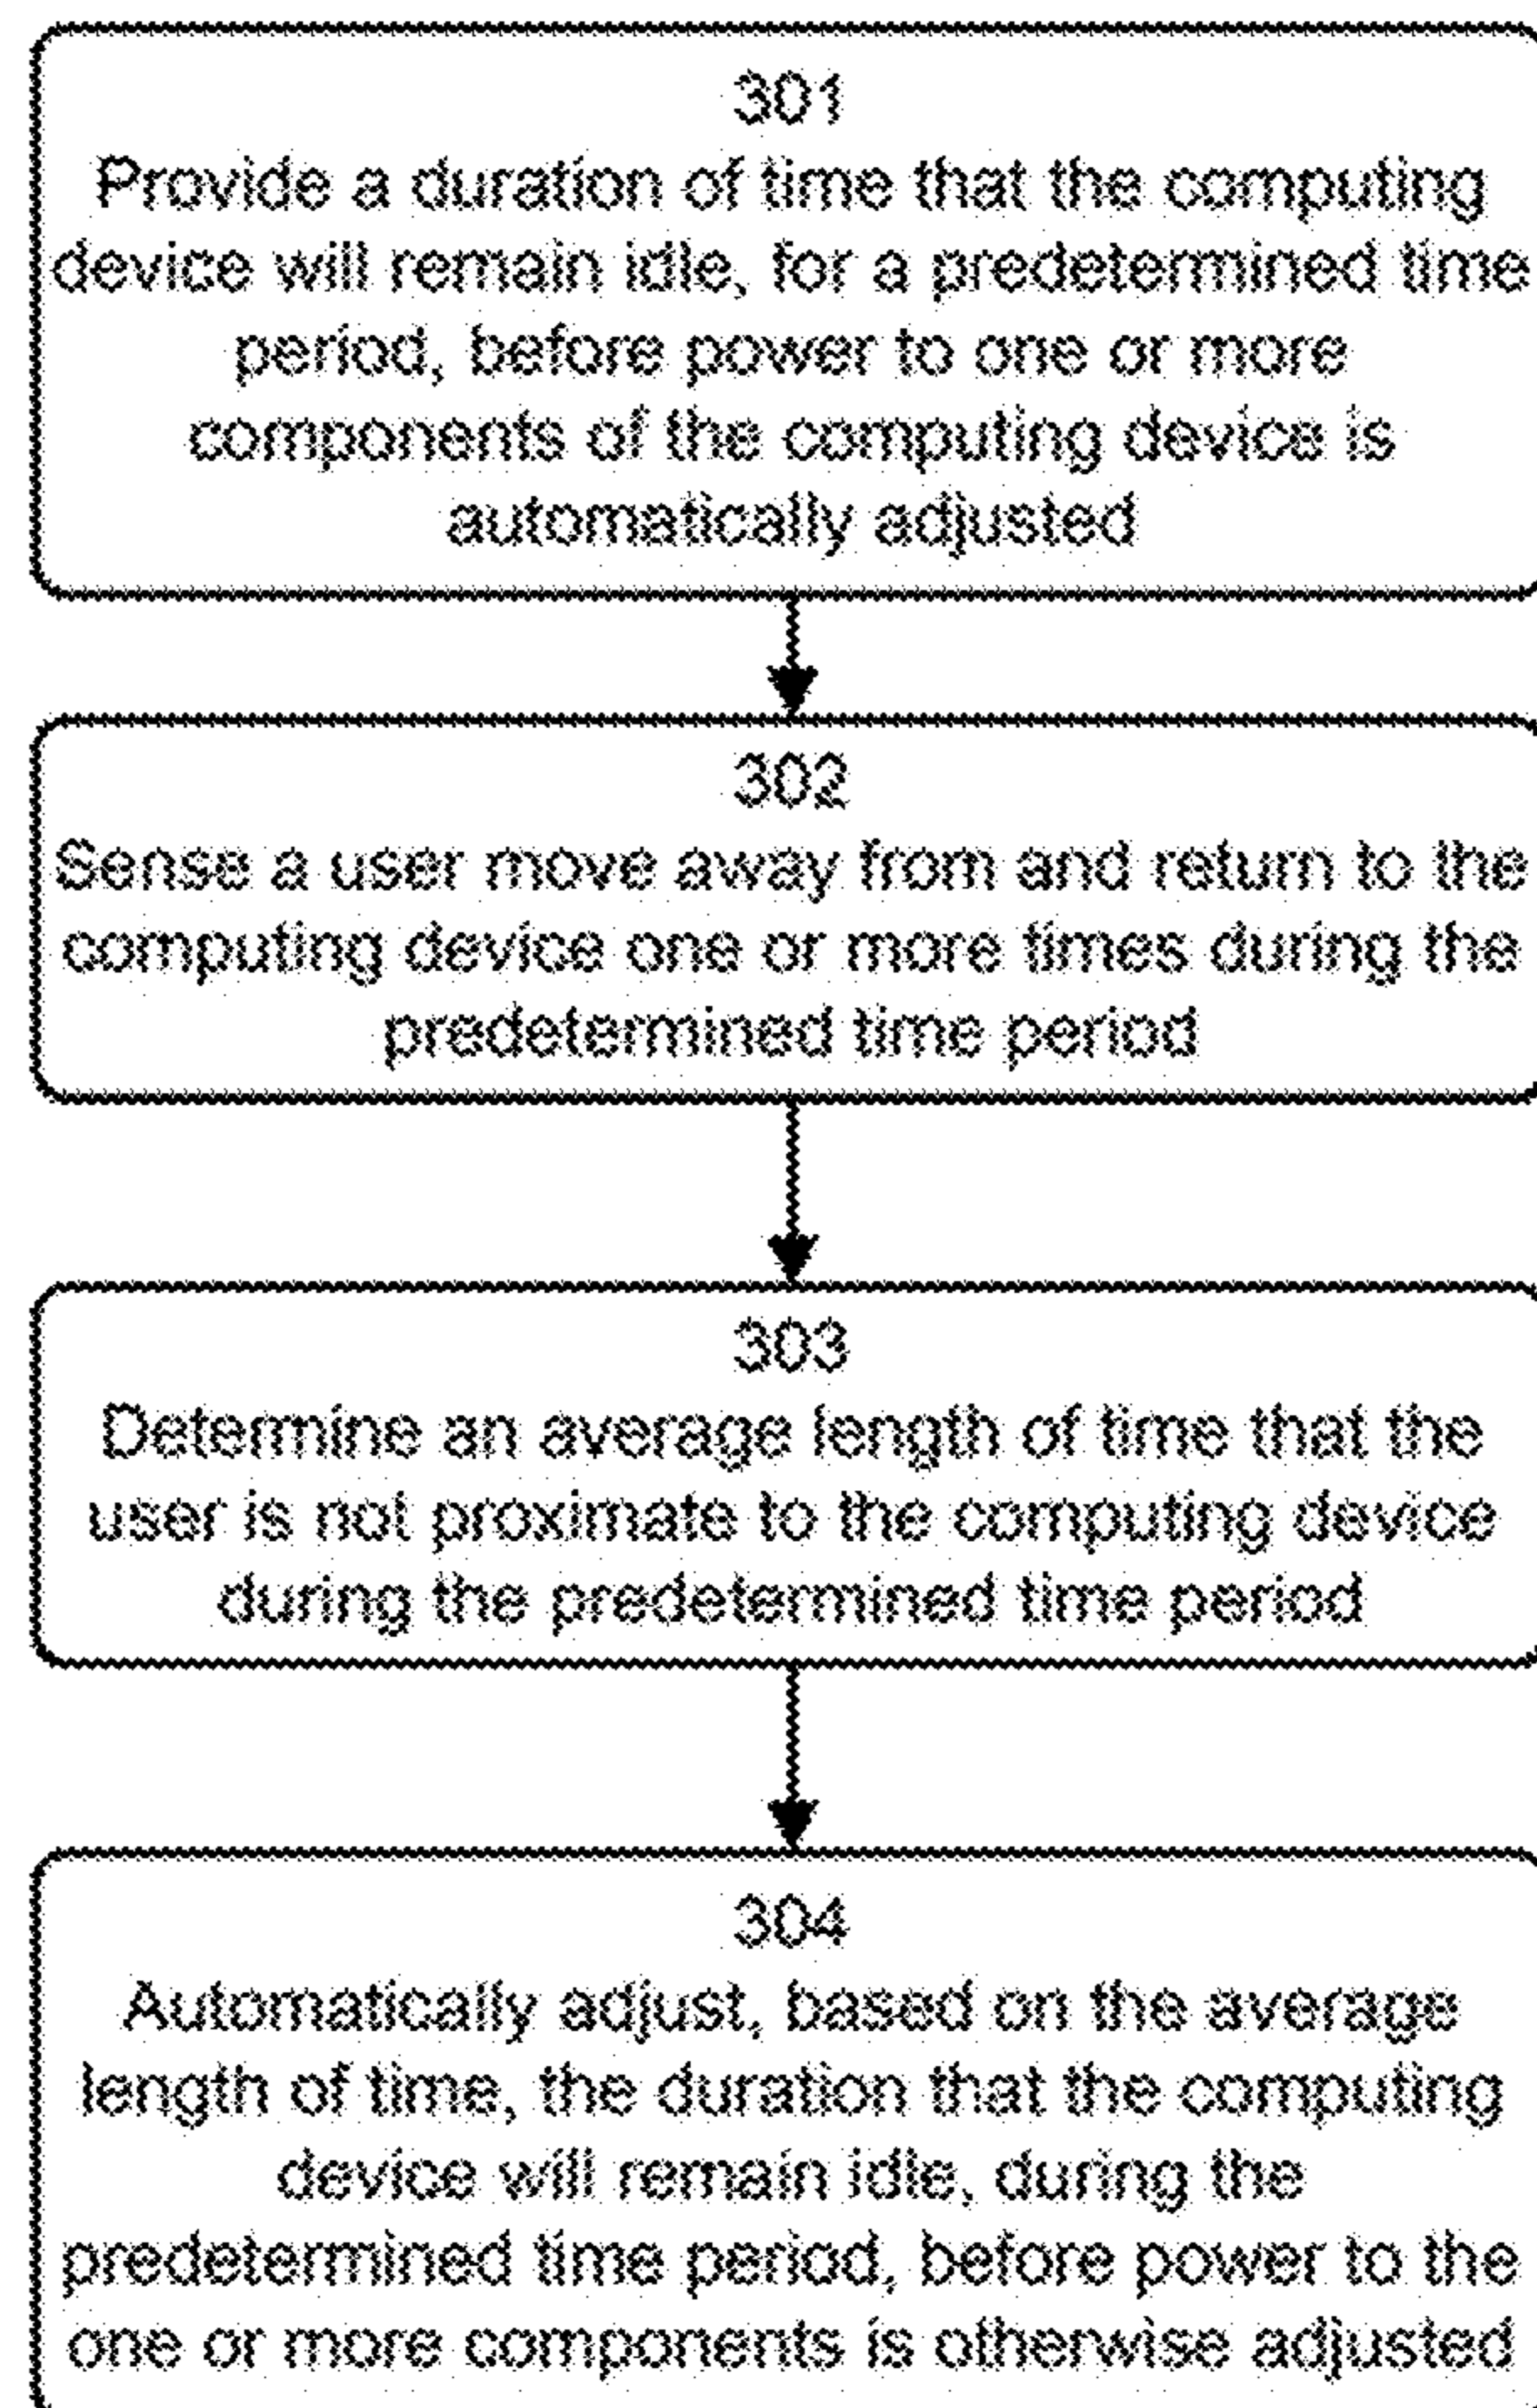 301
Provide a duration of time that the computing
device will remain idle, for a predetermined time
period, before power to one or more
components of the computing device is
automatically adjusted
302
Sense a user move away from and return to the
computing device one or more times during the
predetermined time period
303
Determine an average length of time that the
user is not proximate to the computing device
during the predetermined time period
304
Automatically adjust, based on the average
length of time, the duration that the computing
device will remain idle, during the
predetermined time period, before power to the
one or more components is otherwise adjusted